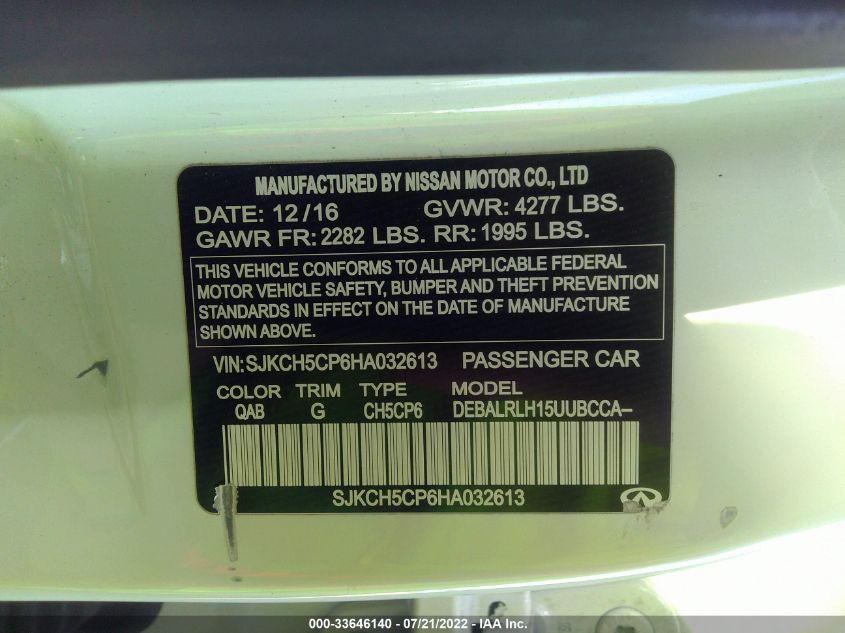 MANUFACTURED BY NISSAN MOTOR CO., LTD
DATE: 12/16 GVWR: 4277 LBS.
GAWR FR: 2282 LBS. RR: 1995 LBS.
THIS VEHICLE CONFORMS TO ALL APPLICABLE FEDERAL
MOTOR VEHICLE SAFETY, BUMPER AND THEFT PREVENTION
STANDARDS IN EFFECT ON THE DATE OF MANUFACTURE
SHOWN ABOVE.
VIN: SJKCH5CP6HA032613 PASSENGER CAR
COLOR TRIM TYPE MODEL
QAB G CH5CP6 DEBALRLH15UUBCCA–
SJKCH5CP6HA032613
000-33646140 - 07/21/2022 - IAA Inc.